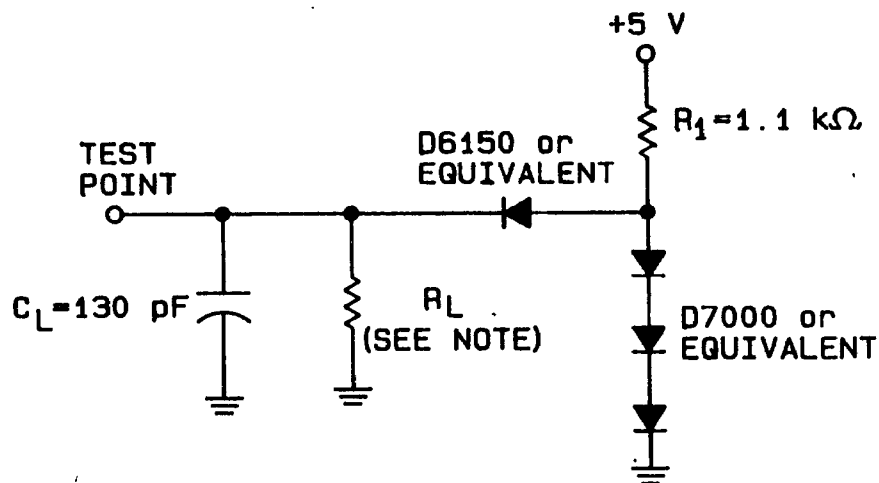 +5 V
R1=1.1 kΩ
D6150 or
EQUIVALENT
TEST
POINT
CL=130 pF
RL
(SEE NOTE)
D7000 or
EQUIVALENT